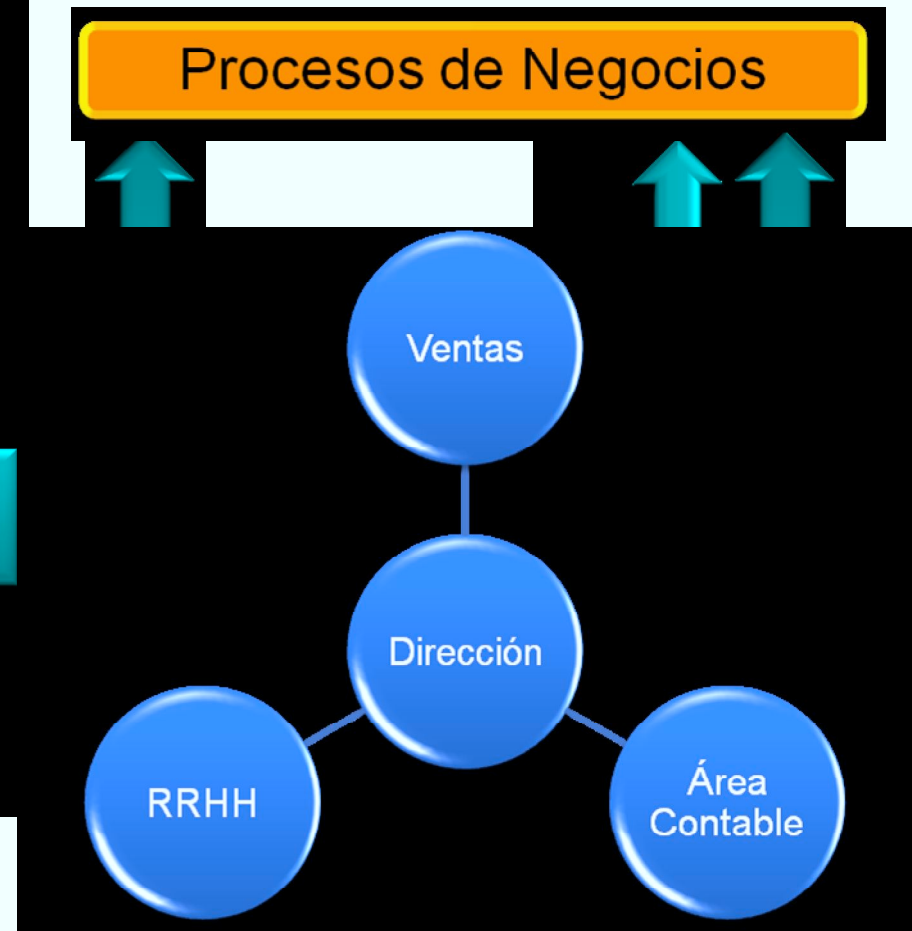 Procesos de Negocios
Ventas
Dirección
RRHH
Área
Contable